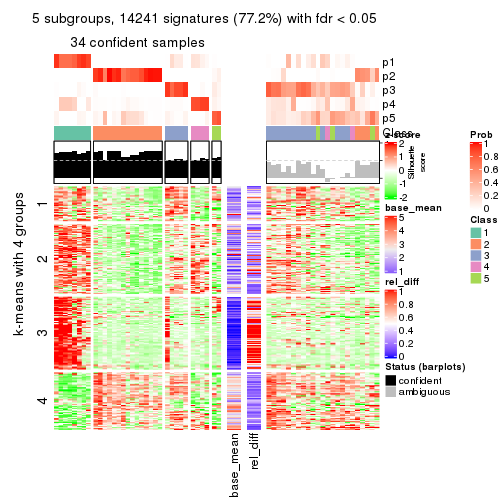 5 subgroups, 14241 signatures (77.2%) with fdr < 0.05
34 confident samples
p1
p2
p3
p4
p5
Class
z-score
2
1
0
-1
-2
Silhouette
score
Prob
1
0.8
0.6
0.4
0.2
0
Class
1
2
3
4
5
base_mean
5
4
3
2
1
rel_diff
1
0.8
0.6
0.4
0.2
0
Status (barplots)
confident
ambiguous
k-means with 4 groups
1
2
3
4
base_mean
rel_diff